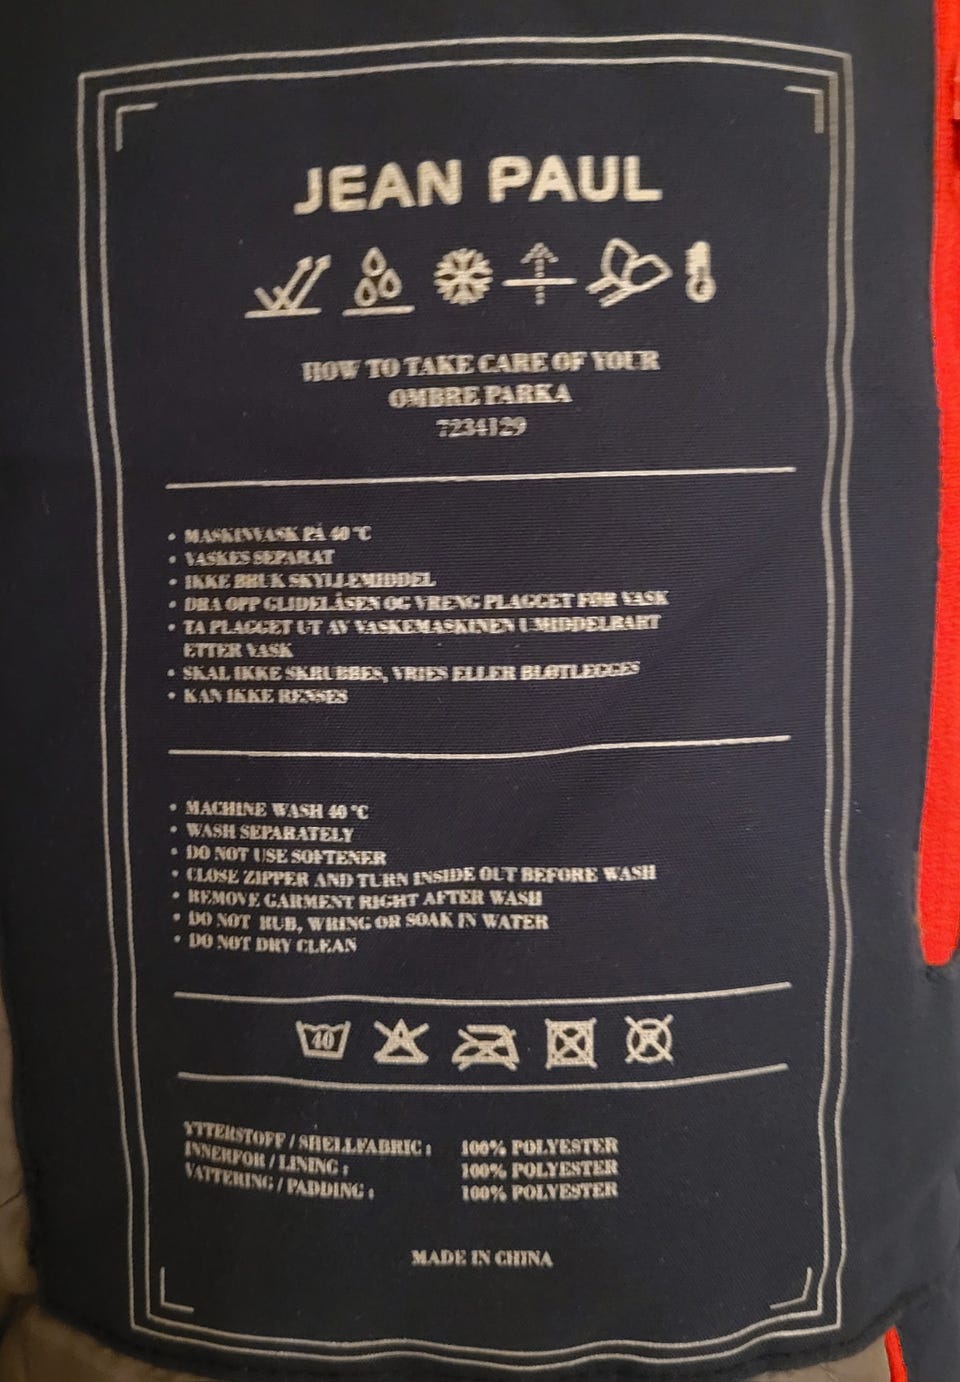 JEAN PAUL
HOW TO TAKE CARE OF YOUR
OMBRE PARKA
7234129
• MASKINVASK PÅ 40 °C
• VASKES SEPARAT
• IKKE BRUK SKYLLEMIDDEL
• DRA OPP GLIDELÅSEN OG VRENG PLAGGET FØR VASK
• TA PLAGGET UT AV VASKEMASKINEN UMIDDELBART
ETTER VASK
• SKAL IKKE SKRUBBES, VRIES ELLER BLØTLEGGES
• KAN IKKE RENSES
• MACHINE WASH 40 °C
• WASH SEPARATELY
• DO NOT USE SOFTENER
• CLOSE ZIPPER AND TURN INSIDE OUT BEFORE WASH
• REMOVE GARMENT RIGHT AFTER WASH
• DO NOT RUB, WRING OR SOAK IN WATER
• DO NOT DRY CLEAN
40
YTTERSTOFF / SHELLFABRIC : 100% POLYESTER
INNERFOR / LINING : 100% POLYESTER
VATTERING / PADDING : 100% POLYESTER
MADE IN CHINA